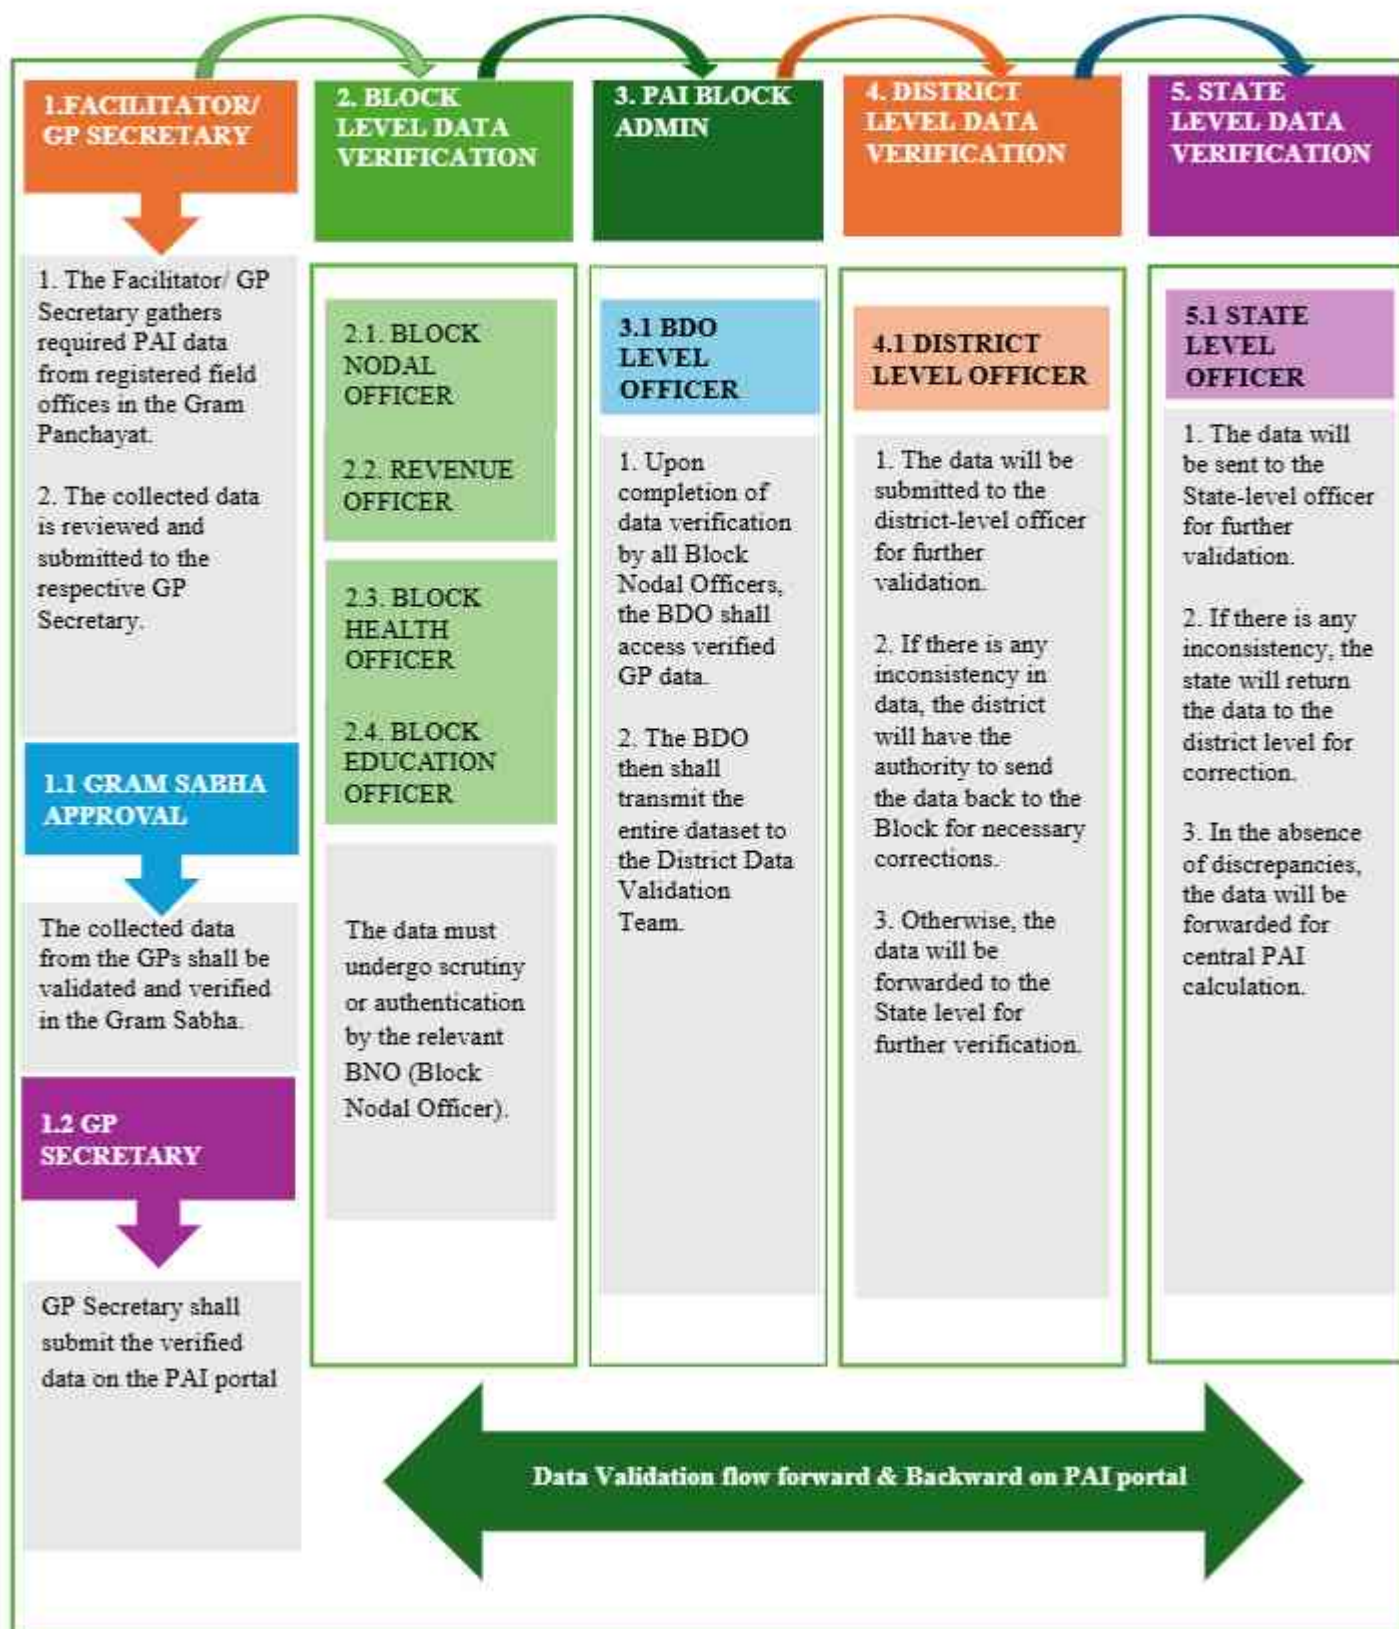 1.FACILITATOR/
GP SECRETARY
1. The Facilitator/ GP
Secretary gathers
required PAI data
from registered field
offices in the Gram
Panchayat.
2. The collected data
is reviewed and
submitted to the
respective GP
Secretary.
1.1 GRAM SABHA
APPROVAL
The collected data
from the GPs shall be
validated and verified
in the Gram Sabha.
1.2 GP
SECRETARY
GP Secretary shall
submit the verified
data on the PAI portal
2. BLOCK
LEVEL DATA
VERIFICATION
2.1. BLOCK
NODAL
OFFICER
2.2. REVENUE
OFFICER
2.3. BLOCK
HEALTH
OFFICER
2.4. BLOCK
EDUCATION
OFFICER
The data must
undergo scrutiny
or authentication
by the relevant
BNO (Block
Nodal Officer).
3. PAI BLOCK
ADMIN
3.1 BDO
LEVEL
OFFICER
1. Upon
completion of
data verification
by all Block
Nodal Officers,
the BDO shall
access verified
GP data.
2. The BDO
then shall
transmit the
entire dataset to
the District Data
Validation
Team.
4. DISTRICT
LEVEL DATA
VERIFICATION
4.1 DISTRICT
LEVEL OFFICER
1. The data will be
submitted to the
district-level officer
for further
validation.
2. If there is any
inconsistency in
data, the district
will have the
authority to send
the data back to the
Block for necessary
corrections.
3. Otherwise, the
data will be
forwarded to the
State level for
further verification.
5. STATE
LEVEL DATA
VERIFICATION
5.1 STATE
LEVEL
OFFICER
1. The data will
be sent to the
State-level officer
for further
validation.
2. If there is any
inconsistency, the
state will return
the data to the
district level for
correction.
3. In the absence
of discrepancies,
the data will be
forwarded for
central PAI
calculation.
Data Validation flow forward & Backward on PAI portal